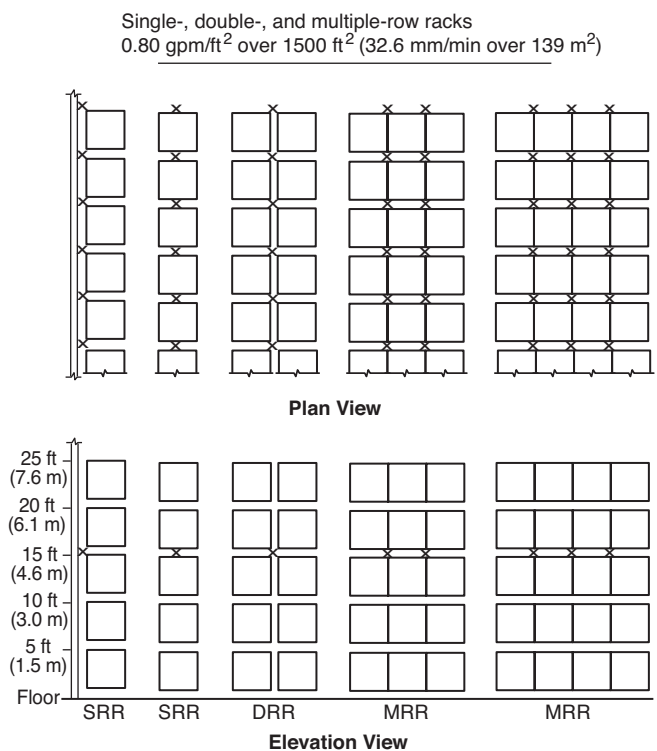 Single-, double-, and multiple-row racks
0.80 gpm/ft² over 1500 ft² (32.6 mm/min over 139 m²)
Plan View
25 ft
(7.6 m)
20 ft
(6.1 m)
15 ft
(4.6 m)
10 ft
(3.0 m)
5 ft
(1.5 m)
Floor
SRR SRR DRR MRR MRR
Elevation View